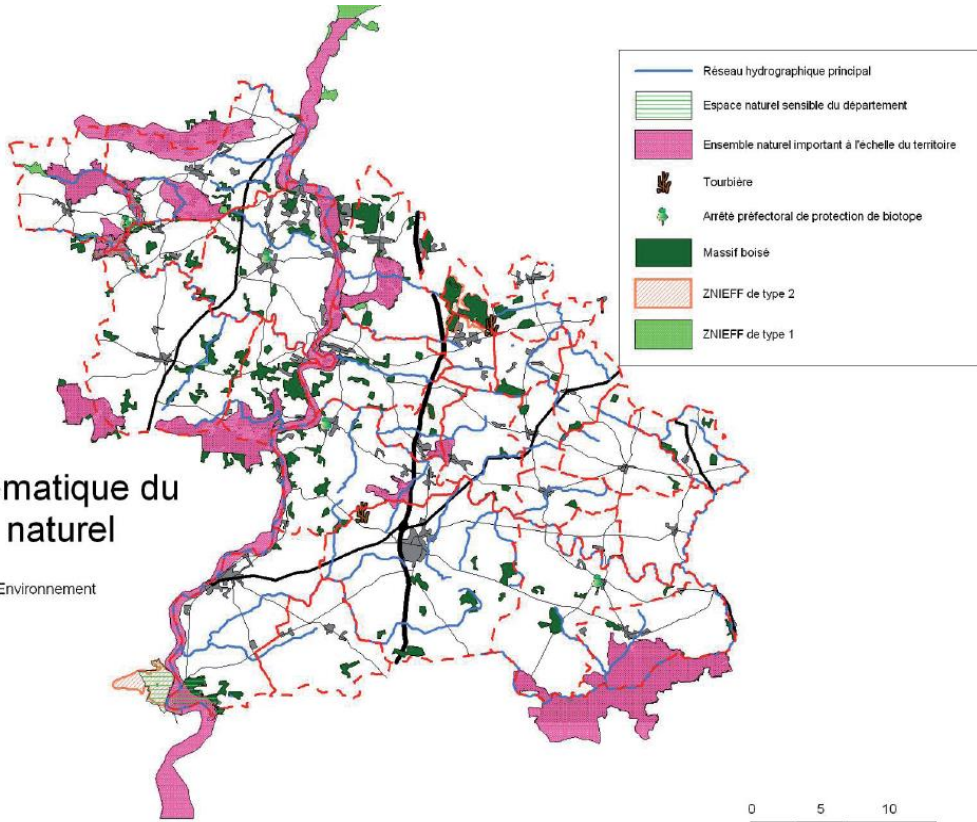 Réseau hydrographique principal
Espace naturel sensible du département
Ensemble naturel important à l'échelle du territoire
Tourbière
Arrêté préfectoral de protection de biotope
Massif boisé
ZNIEFF de type 2
ZNIEFF de type 1
ématique du
naturel
Environnement
0 5 10